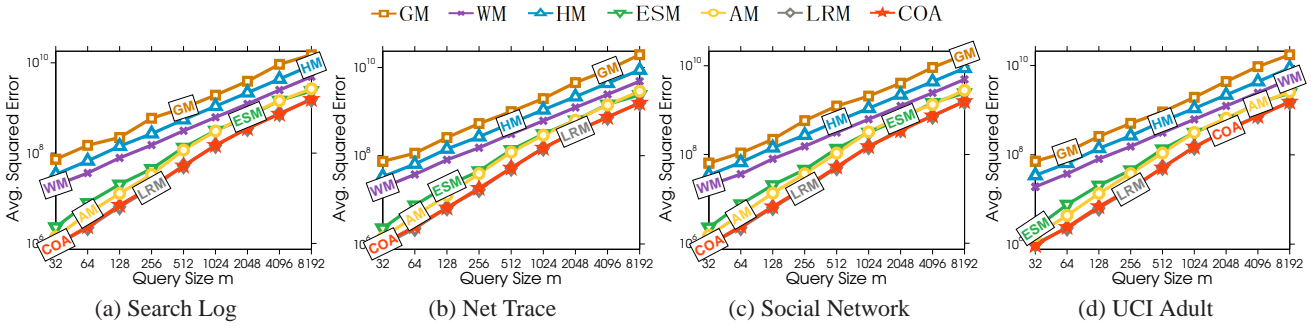 GM WM HM ESM AM LRM COA
Avg. Squared Error
10^10
10^8
10^6
GM
HM
WM
ESM
AM
LRM
COA
32 64 128 256 512 1024 2048 4096 8192
Query Size m
(a) Search Log
Avg. Squared Error
10^10
10^8
10^6
GM
HM
WM
ESM
AM
LRM
COA
32 64 128 256 512 1024 2048 4096 8192
Query Size m
(b) Net Trace
Avg. Squared Error
10^10
10^8
10^6
GM
HM
WM
ESM
AM
LRM
COA
32 64 128 256 512 1024 2048 4096 8192
Query Size m
(c) Social Network
Avg. Squared Error
10^10
10^8
10^6
GM
HM
WM
AM
COA
LRM
ESM
32 64 128 256 512 1024 2048 4096 8192
Query Size m
(d) UCI Adult